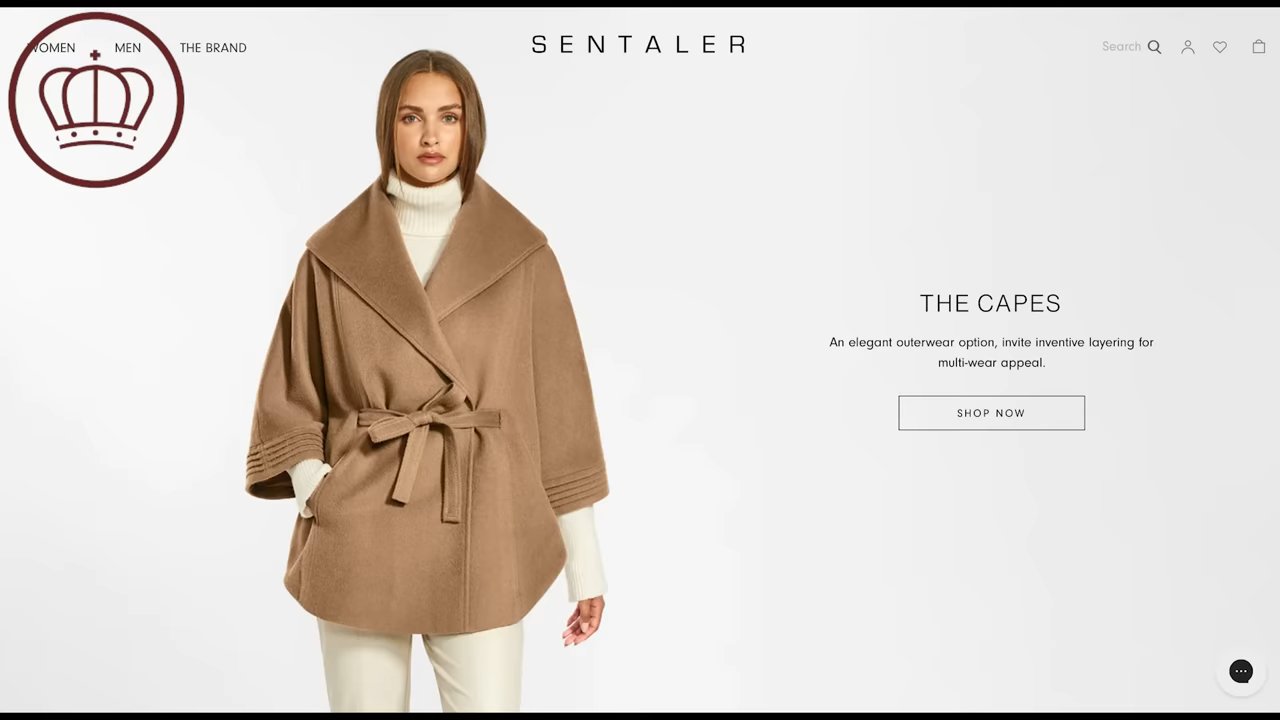 WOMEN MEN THE BRAND
SENTALER
Search
THE CAPES
An elegant outerwear option, invite inventive layering for
multi-wear appeal.
SHOP NOW